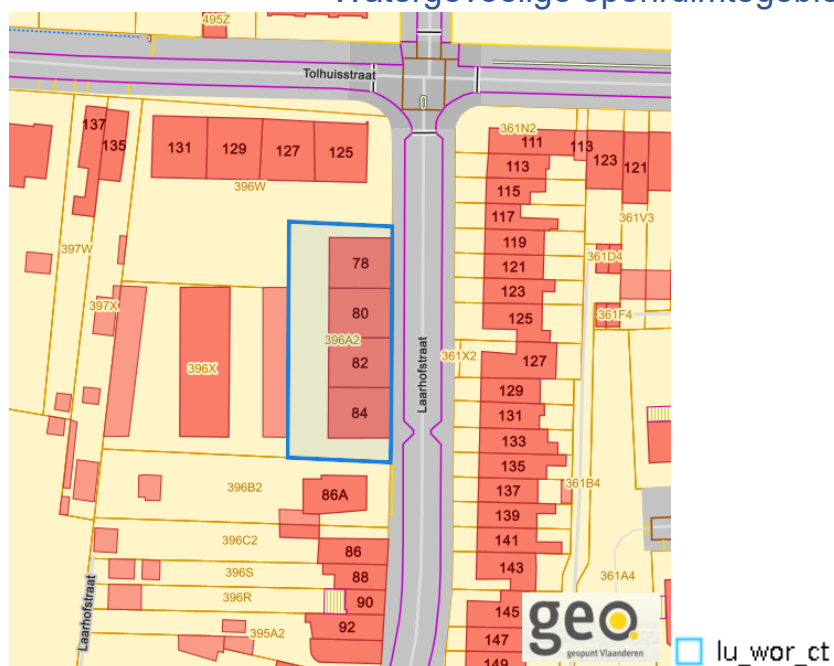 Watergevoelige openruimtegebie
495Z
Tolhuisstraat
137
135
131
129
127
125
396W
361N2
111
113
123
121
113
115
117
119
121
123
125
127
129
131
133
135
137
139
141
143
145
147
149
361V3
361D4
361F4
361X2
361B4
361A4
397W
397X
396X
78
80
396A2
82
84
Laarhofstraat
396B2
86A
396C2
86
396S
88
396R
90
395A2
92
Laarhofstraat
geo.
geopunt Vlaanderen
lu_wor_ct